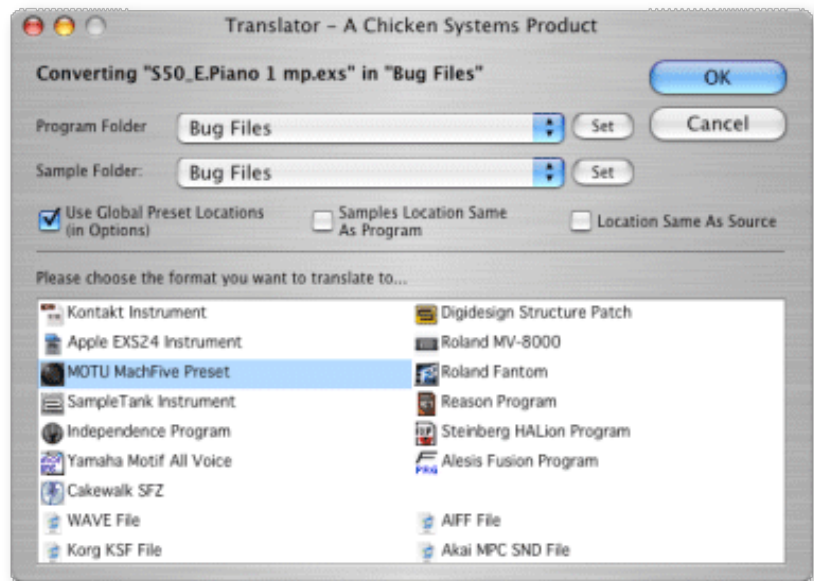 Translator – A Chicken Systems Product
Converting "S50_E.Piano 1 mp.exs" in "Bug Files"
OK
Program Folder
Bug Files
Set
Cancel
Sample Folder:
Bug Files
Set
Use Global Preset Locations
(in Options)
Samples Location Same
As Program
Location Same As Source
Please choose the format you want to translate to...
Kontakt Instrument
Digidesign Structure Patch
Apple EXS24 Instrument
Roland MV-8000
MOTU MachFive Preset
Roland Fantom
SampleTank Instrument
Reason Program
Independence Program
Steinberg HALion Program
Yamaha Motif All Voice
Alesis Fusion Program
Cakewalk SFZ
WAVE File
AIFF File
Korg KSF File
Akai MPC SND File